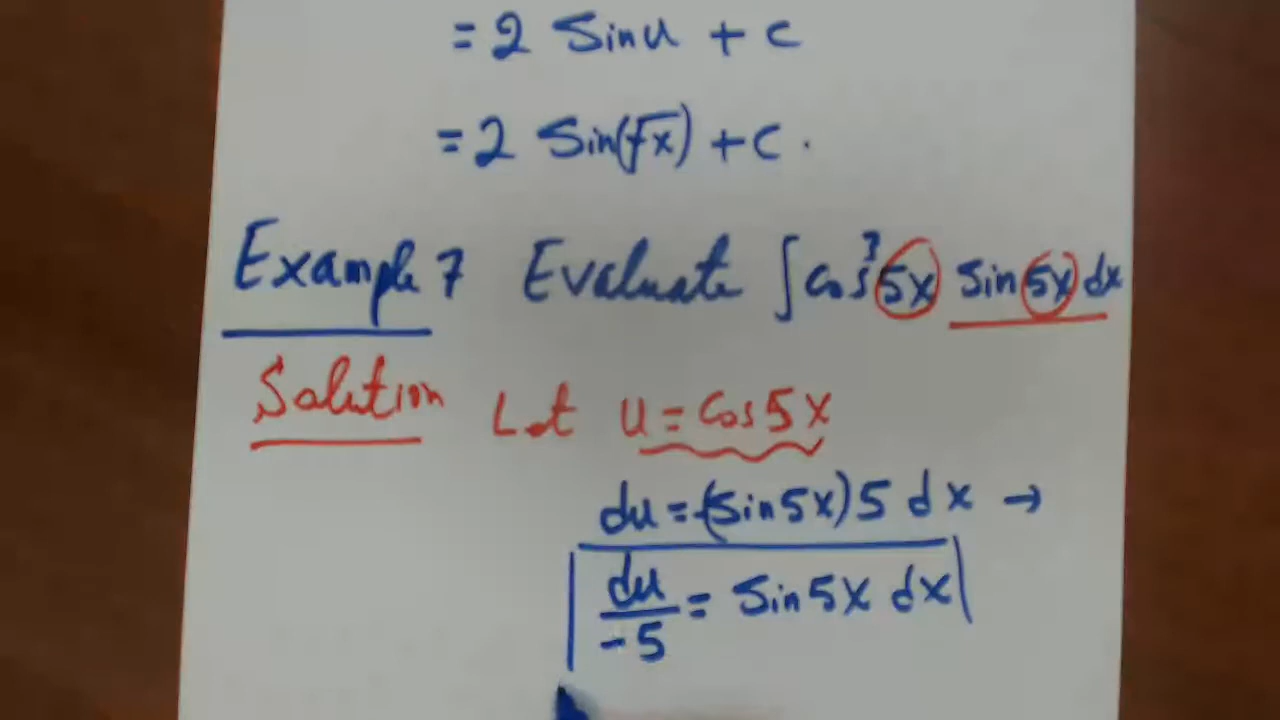 = 2 Sin u + c
= 2 Sin(√x) + c .
Example 7 Evaluate ∫ cos³ 5x sin 5x dx
Solution Let u = cos 5x
du = -(sin 5x) 5 dx →
du/-5 = sin 5x dx